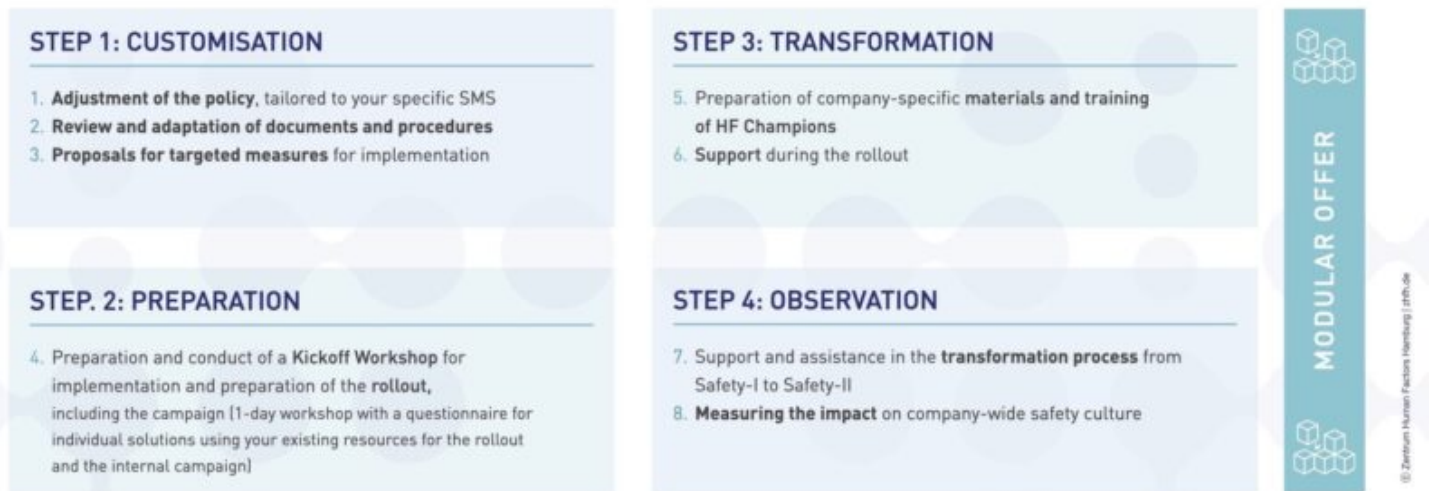 STEP 1: CUSTOMISATION
1. Adjustment of the policy, tailored to your specific SMS
2. Review and adaptation of documents and procedures
3. Proposals for targeted measures for implementation
STEP. 2: PREPARATION
4. Preparation and conduct of a Kickoff Workshop for
implementation and preparation of the rollout,
including the campaign (1-day workshop with a questionnaire for
individual solutions using your existing resources for the rollout
and the internal campaign)
STEP 3: TRANSFORMATION
5. Preparation of company-specific materials and training
of HF Champions
6. Support during the rollout
STEP 4: OBSERVATION
7. Support and assistance in the transformation process from
Safety-I to Safety-II
8. Measuring the impact on company-wide safety culture
MODULAR OFFER
© Zentrum Human Factors Hamburg | zhfh.de